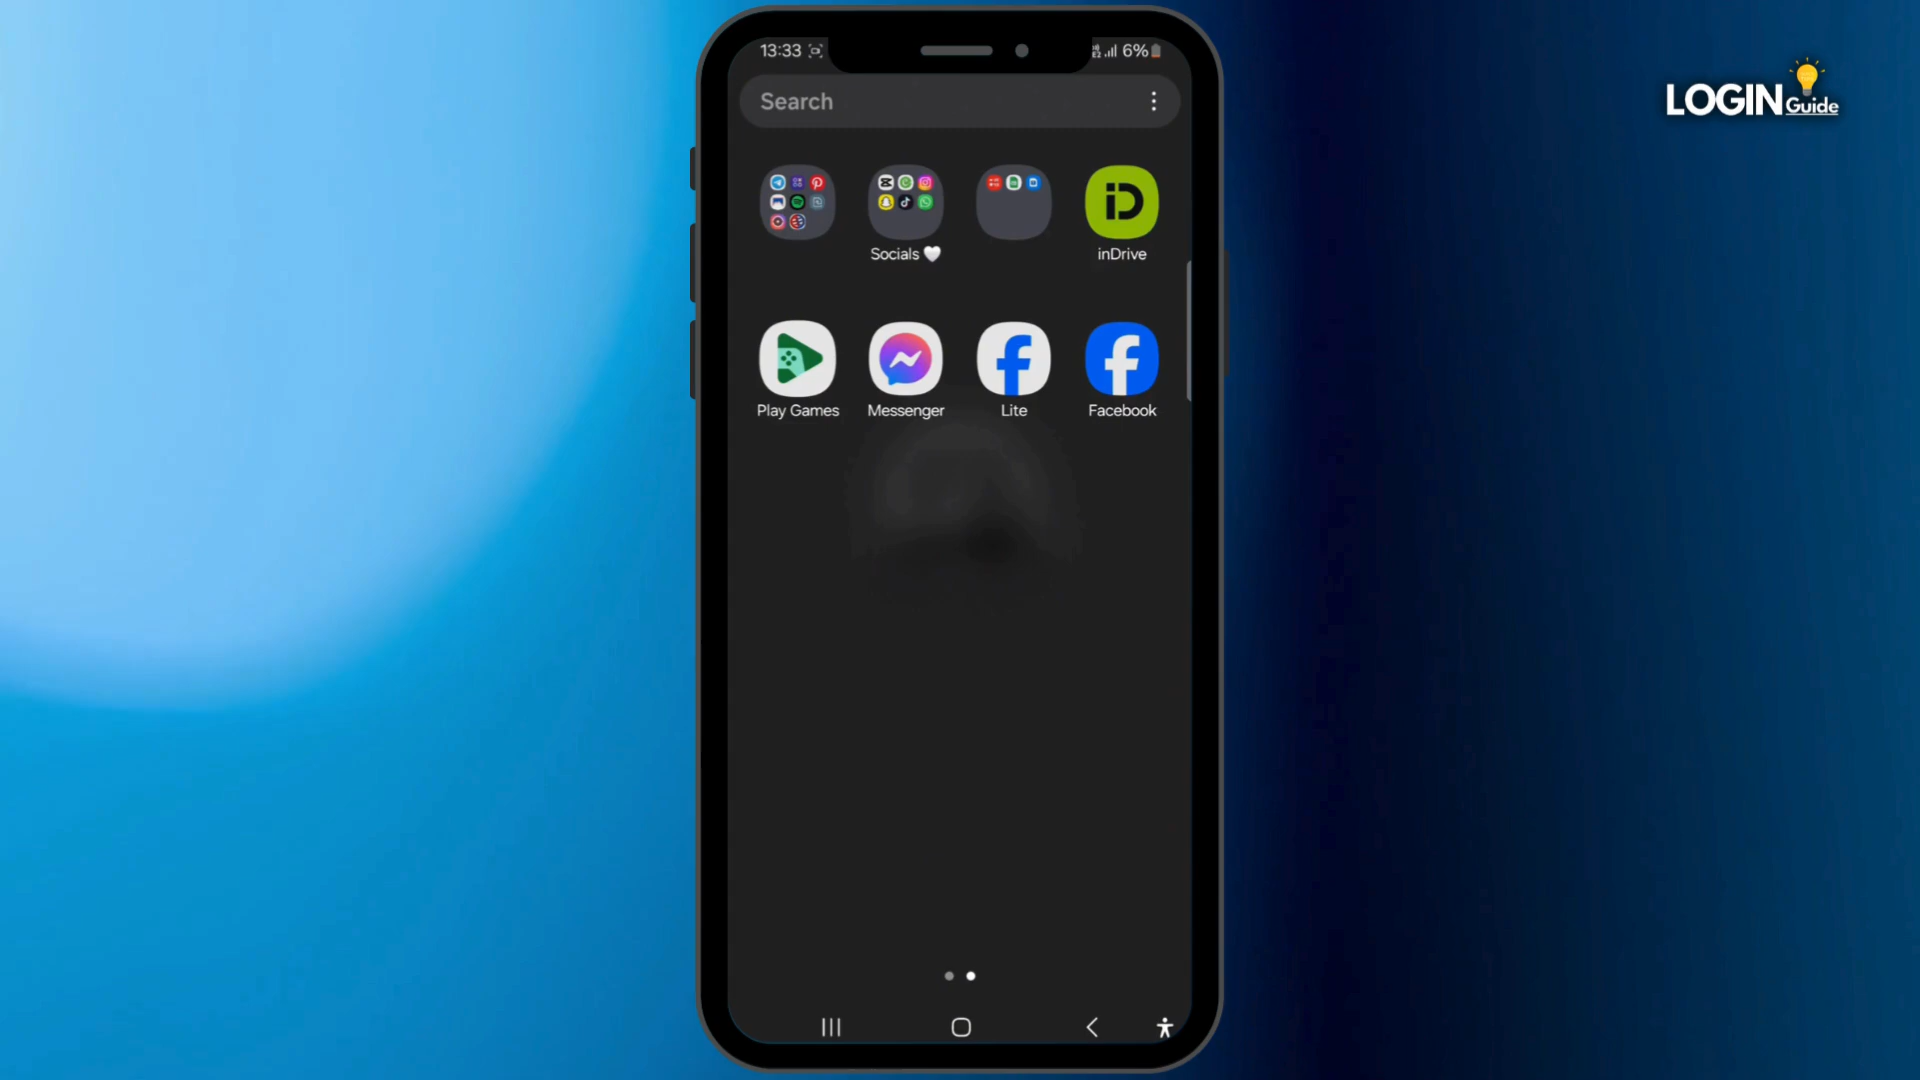 13:33
6%
LOGIN Guide
Search
Socials 🤍
inDrive
Play Games
Messenger
Lite
Facebook